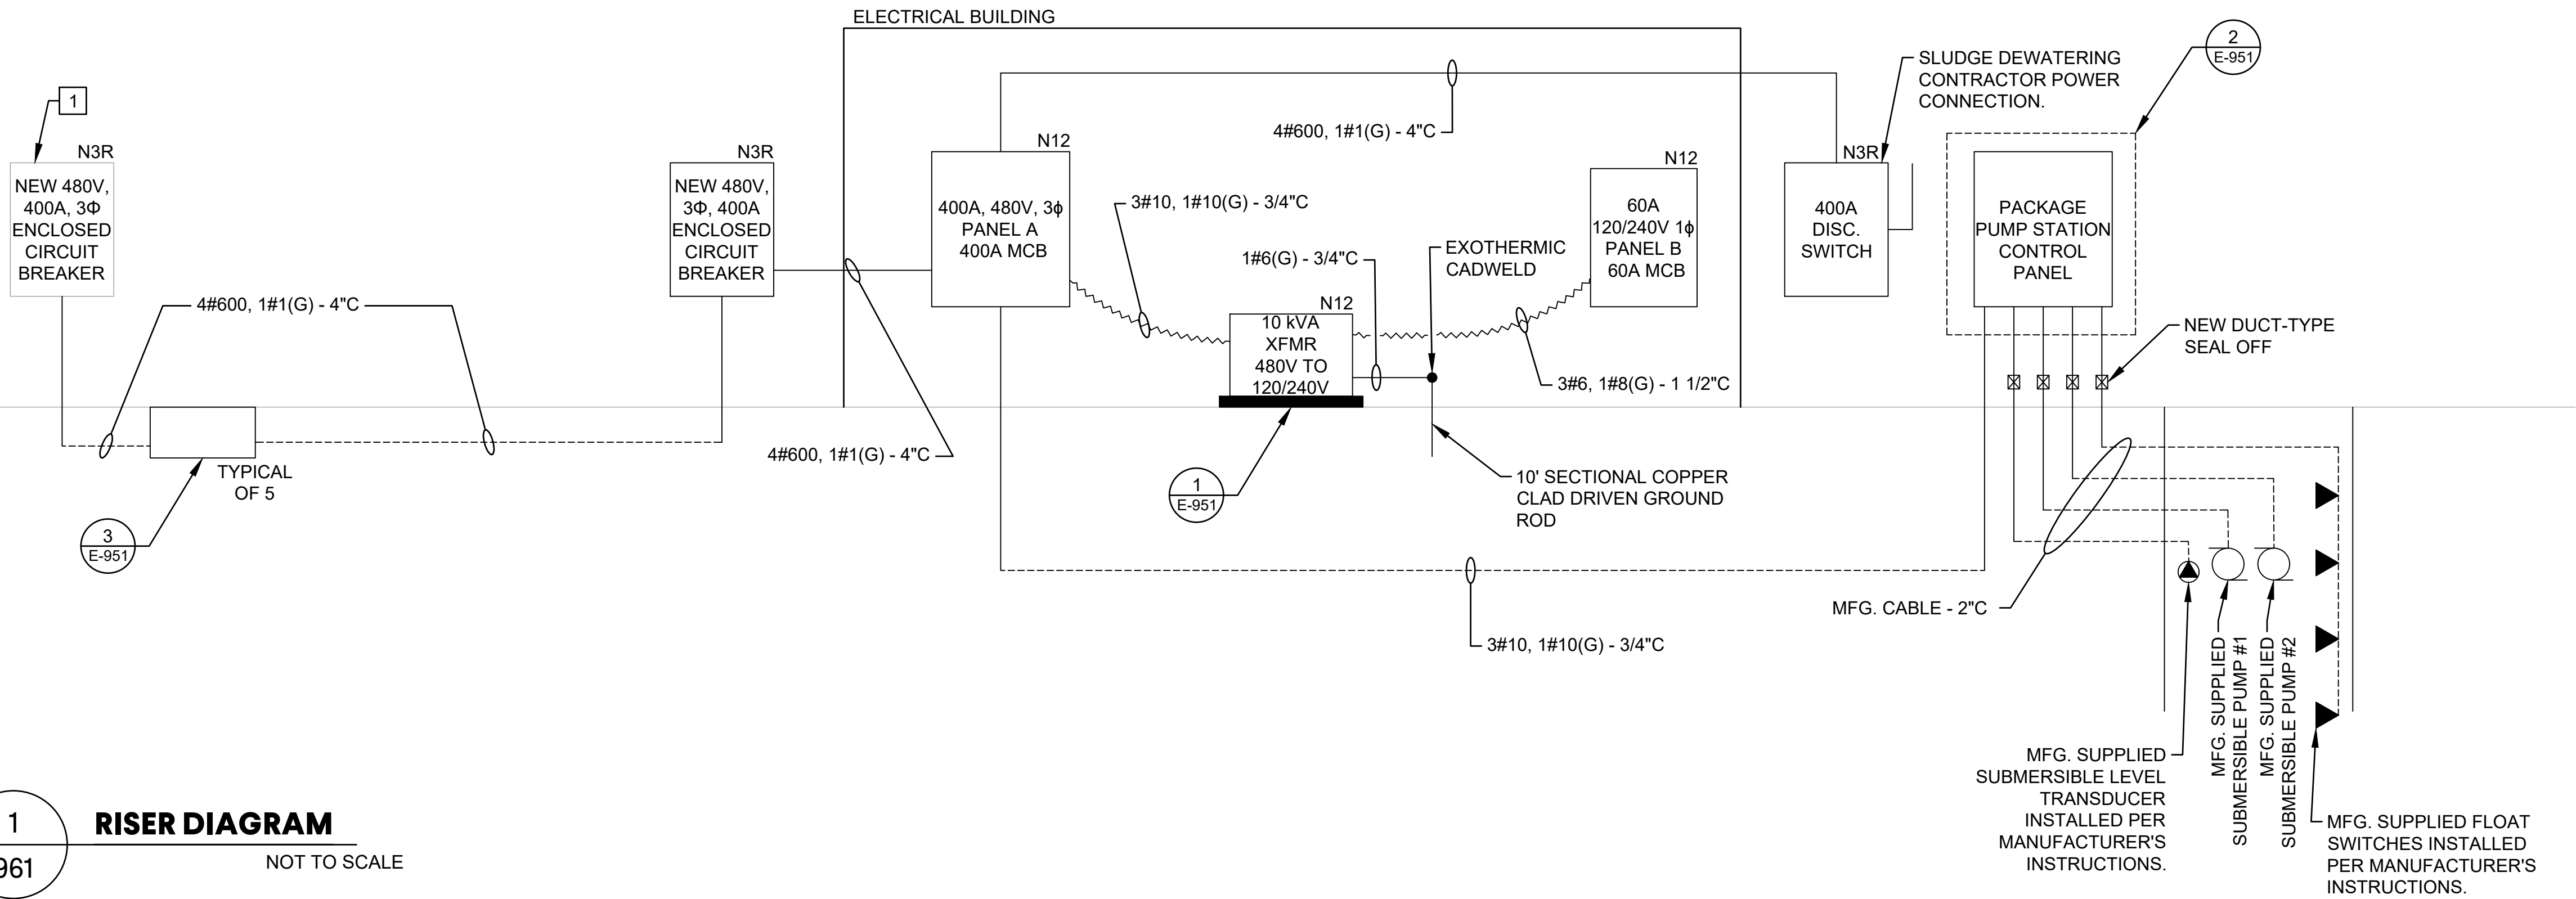 ELECTRICAL BUILDING
1
N3R
NEW 480V,
400A, 3Φ
ENCLOSED
CIRCUIT
BREAKER
4#600, 1#1(G) - 4"C
TYPICAL
OF 5
3
E-951
N3R
NEW 480V,
3Φ, 400A
ENCLOSED
CIRCUIT
BREAKER
4#600, 1#1(G) - 4"C
N12
400A, 480V, 3ϕ
PANEL A
400A MCB
3#10, 1#10(G) - 3/4"C
4#600, 1#1(G) - 4"C
1#6(G) - 3/4"C
EXOTHERMIC
CADWELD
N12
10 kVA
XFMR
480V TO
120/240V
1
E-951
N12
60A
120/240V 1ϕ
PANEL B
60A MCB
3#6, 1#8(G) - 1 1/2"C
10' SECTIONAL COPPER
CLAD DRIVEN GROUND
ROD
3#10, 1#10(G) - 3/4"C
SLUDGE DEWATERING
CONTRACTOR POWER
CONNECTION.
N3R
400A
DISC.
SWITCH
2
E-951
PACKAGE
PUMP STATION
CONTROL
PANEL
NEW DUCT-TYPE
SEAL OFF
MFG. CABLE - 2"C
MFG. SUPPLIED
SUBMERSIBLE LEVEL
TRANSDUCER
INSTALLED PER
MANUFACTURER'S
INSTRUCTIONS.
MFG. SUPPLIED
SUBMERSIBLE PUMP #1
MFG. SUPPLIED
SUBMERSIBLE PUMP #2
MFG. SUPPLIED FLOAT
SWITCHES INSTALLED
PER MANUFACTURER'S
INSTRUCTIONS.
1
961
RISER DIAGRAM
NOT TO SCALE